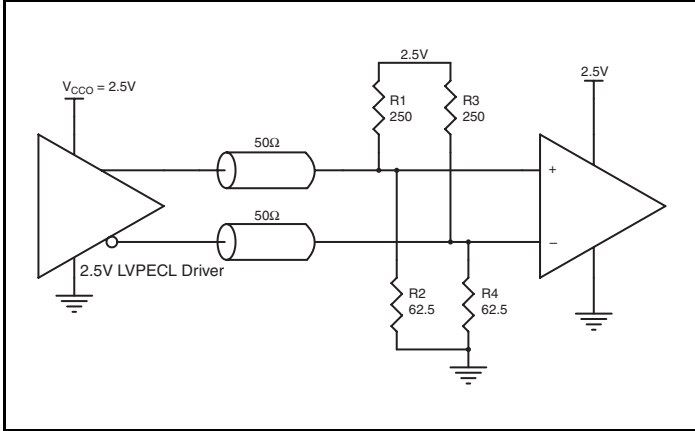 2.5V
V_CCO = 2.5V
2.5V
R1
250
R3
250
50Ω
+
50Ω
−
2.5V LVPECL Driver
R2
62.5
R4
62.5